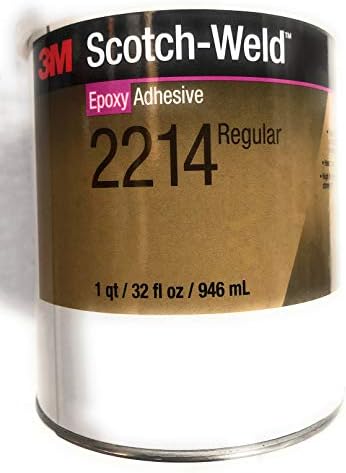 3M Scotch-Weld™
Epoxy Adhesive
2214 Regular
1 qt / 32 fl oz / 946 mL